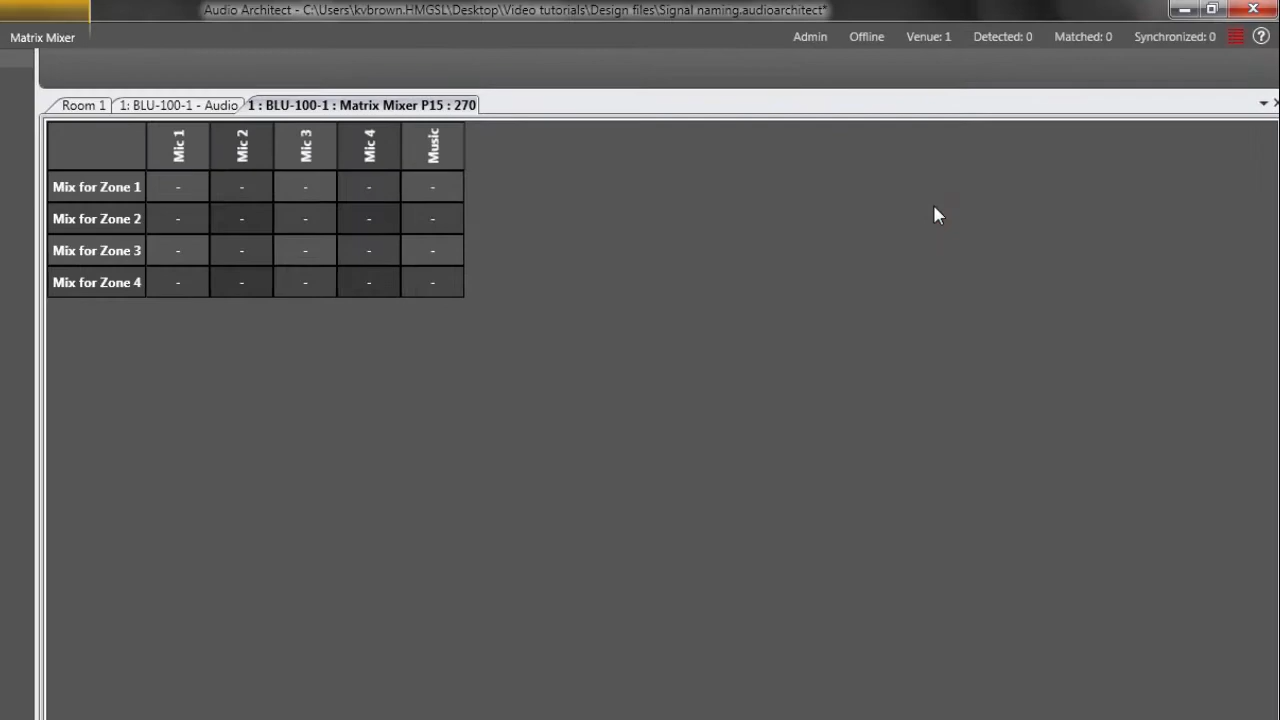 Audio Architect - C:\Users\kvbrown.HMGSL\Desktop\Video tutorials\Design files\Signal naming.audioarchitect*
Matrix Mixer
Admin Offline Venue: 1 Detected: 0 Matched: 0 Synchronized: 0 ?
Room 1 1: BLU-100-1 - Audio 1 : BLU-100-1 : Matrix Mixer P15 : 270
Mic 1 Mic 2 Mic 3 Mic 4 Music
Mix for Zone 1 - - - - -
Mix for Zone 2 - - - - -
Mix for Zone 3 - - - - -
Mix for Zone 4 - - - - -